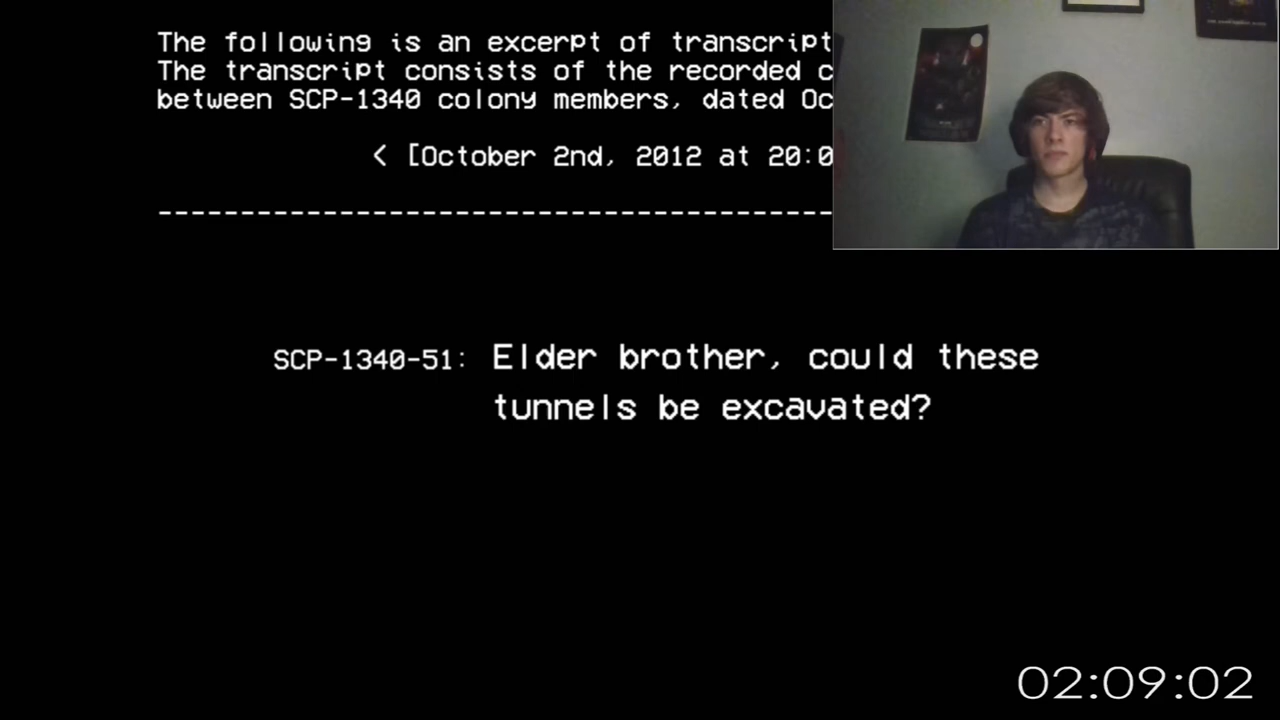 The following is an excerpt of transcript
The transcript consists of the recorded c
between SCP-1340 colony members, dated Oc
< [October 2nd, 2012 at 20:0
-----------------------------------------
SCP-1340-51: Elder brother, could these
tunnels be excavated?
02:09:02